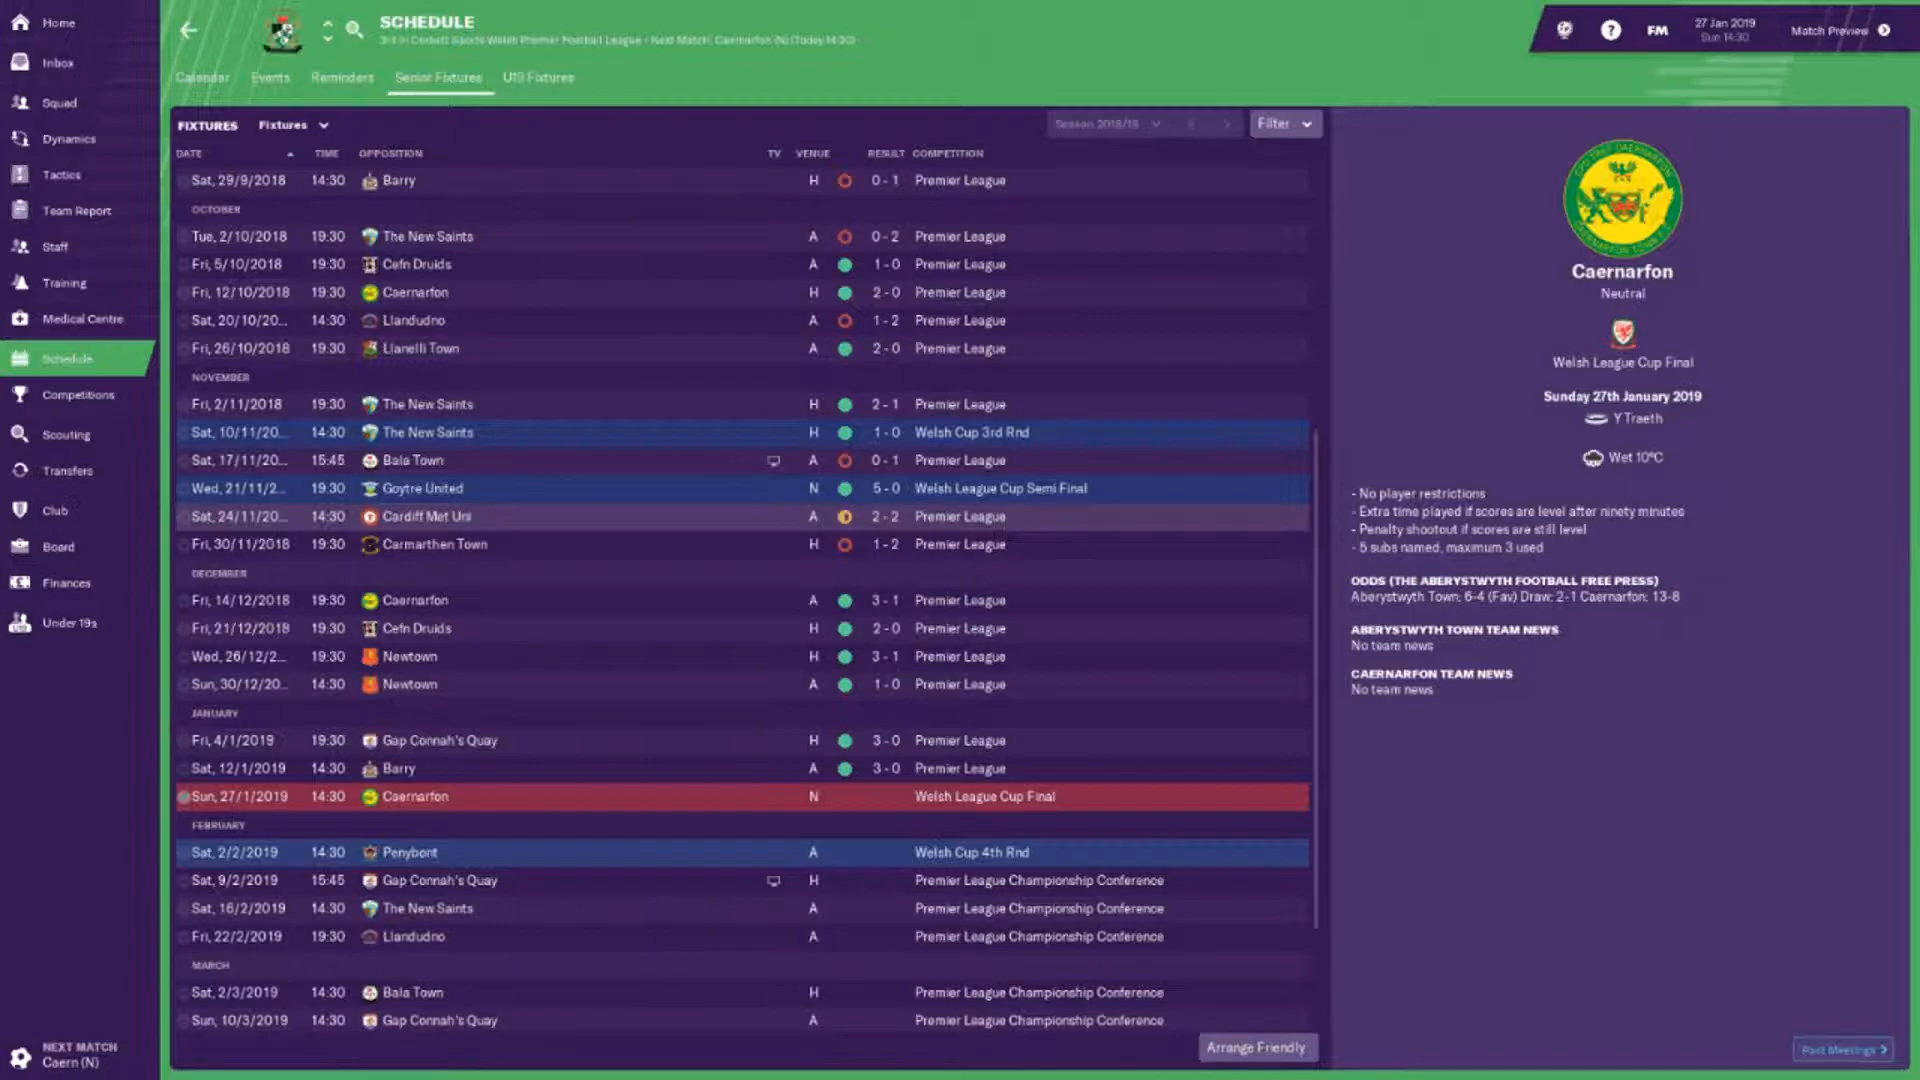 Home
Inbox
Squad
Dynamics
Tactics
Team Report
Staff
Training
Medical Centre
Schedule
Competitions
Scouting
Transfers
Club
Board
Finances
Under 19s
NEXT MATCH
Caern (N)
SCHEDULE
Sports Welsh Premier Football League - Next Match: Caernarfon (N) (Today 14:30)
FM
27 Jan 2019
Sun 14:30
Match Preview
Calendar Events Reminders Senior Fixtures U19 Fixtures
FIXTURES Fixtures Season 2018/19 Filter
DATE TIME OPPOSITION TV VENUE RESULT COMPETITION
Sat, 29/9/2018 14:30 Barry H 0 - 1 Premier League
OCTOBER
Tue, 2/10/2018 19:30 The New Saints A 0 - 2 Premier League
Fri, 5/10/2018 19:30 Cefn Druids A 1 - 0 Premier League
Fri, 12/10/2018 19:30 Caernarfon H 2 - 0 Premier League
Sat, 20/10/20... 14:30 Llandudno A 1 - 2 Premier League
Fri, 26/10/2018 19:30 Llanelli Town A 2 - 0 Premier League
NOVEMBER
Fri, 2/11/2018 19:30 The New Saints H 2 - 1 Premier League
Sat, 10/11/20... 14:30 The New Saints H 1 - 0 Welsh Cup 3rd Rnd
Sat, 17/11/20... 15:45 Bala Town A 0 - 1 Premier League
Wed, 21/11/2... 19:30 Goytre United N 5 - 0 Welsh League Cup Semi Final
Sat, 24/11/20... 14:30 Cardiff Met Uni A 2 - 2 Premier League
Fri, 30/11/2018 19:30 Carmarthen Town H 1 - 2 Premier League
DECEMBER
Fri, 14/12/2018 19:30 Caernarfon A 3 - 1 Premier League
Fri, 21/12/2018 19:30 Cefn Druids H 2 - 0 Premier League
Wed, 26/12/2... 19:30 Newtown H 3 - 1 Premier League
Sun, 30/12/20... 14:30 Newtown A 1 - 0 Premier League
JANUARY
Fri, 4/1/2019 19:30 Gap Connah's Quay H 3 - 0 Premier League
Sat, 12/1/2019 14:30 Barry A 3 - 0 Premier League
Sun, 27/1/2019 14:30 Caernarfon N Welsh League Cup Final
FEBRUARY
Sat, 2/2/2019 14:30 Penybont A Welsh Cup 4th Rnd
Sat, 9/2/2019 15:45 Gap Connah's Quay H Premier League Championship Conference
Sat, 16/2/2019 14:30 The New Saints A Premier League Championship Conference
Fri, 22/2/2019 19:30 Llandudno A Premier League Championship Conference
MARCH
Sat, 2/3/2019 14:30 Bala Town H Premier League Championship Conference
Sun, 10/3/2019 14:30 Gap Connah's Quay A Premier League Championship Conference
Arrange Friendly
Caernarfon
Neutral
Welsh League Cup Final
Sunday 27th January 2019
Y Traeth
Wet 10°C
- No player restrictions
- Extra time played if scores are level after ninety minutes
- Penalty shootout if scores are still level
- 5 subs named, maximum 3 used
ODDS (THE ABERYSTWYTH FOOTBALL FREE PRESS)
Aberystwyth Town: 6-4 (Fav) Draw: 2-1 Caernarfon: 13-8
ABERYSTWYTH TOWN TEAM NEWS
No team news
CAERNARFON TEAM NEWS
No team news
Past Meetings